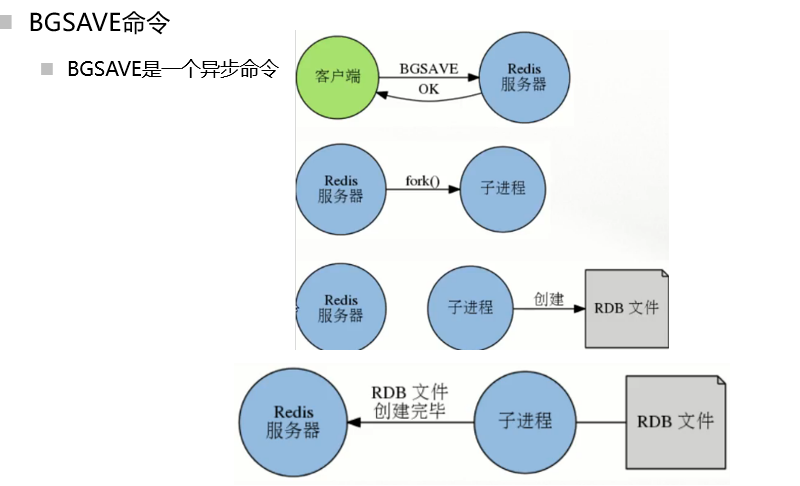 BGSAVE命令
BGSAVE是一个异步命令
客户端
BGSAVE
OK
Redis
服务器
Redis
服务器
fork()
子进程
Redis
服务器
子进程
创建
RDB 文件
Redis
服务器
RDB 文件
创建完毕
子进程
RDB 文件